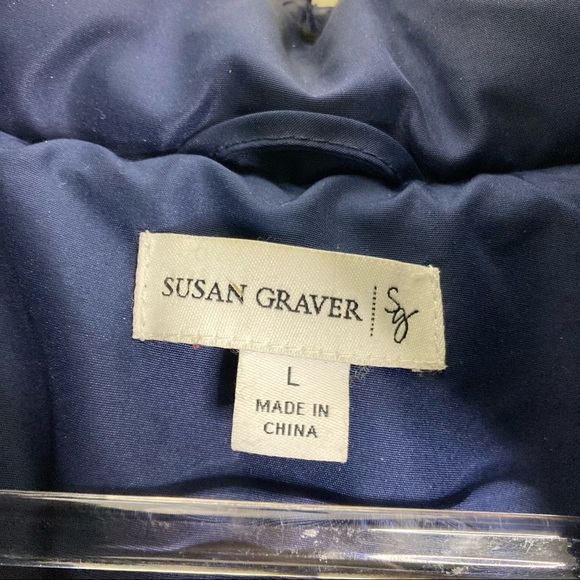 SUSAN GRAVER | Sg
L
MADE IN
CHINA